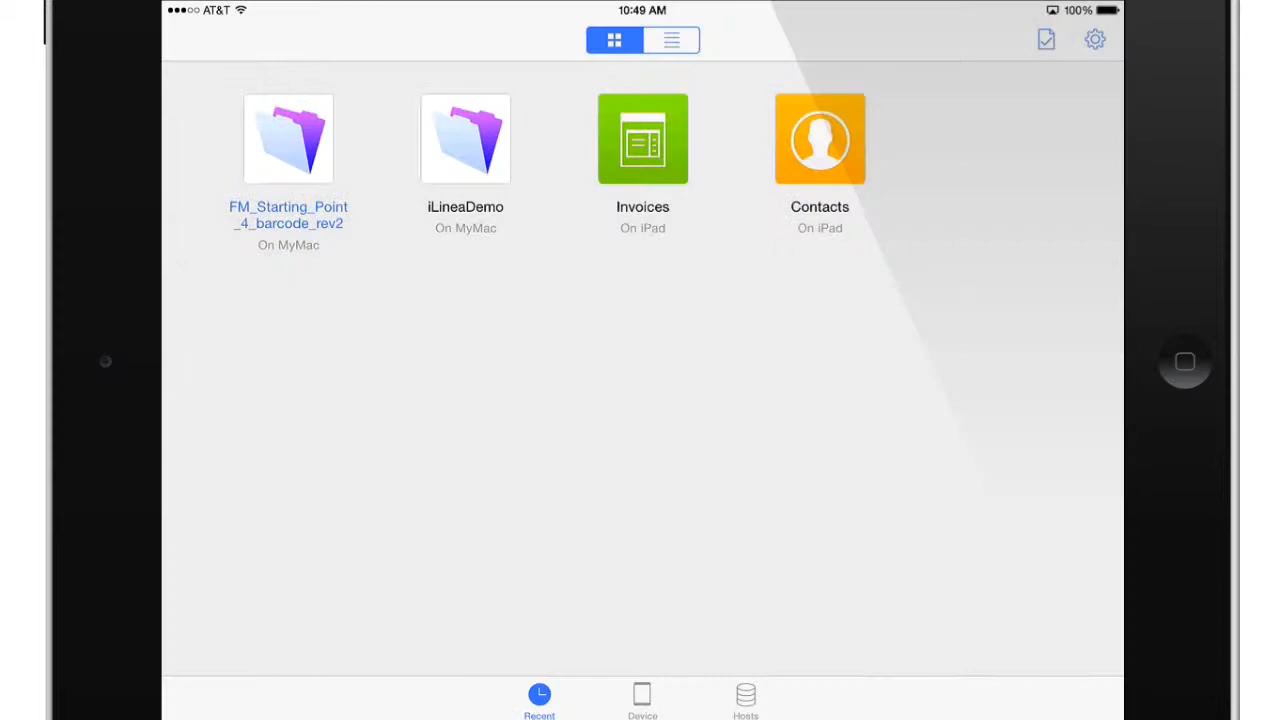 AT&T
10:49 AM
100%
FM_Starting_Point
_4_barcode_rev2
On MyMac
iLineaDemo
On MyMac
Invoices
On iPad
Contacts
On iPad
Recent
Device
Hosts